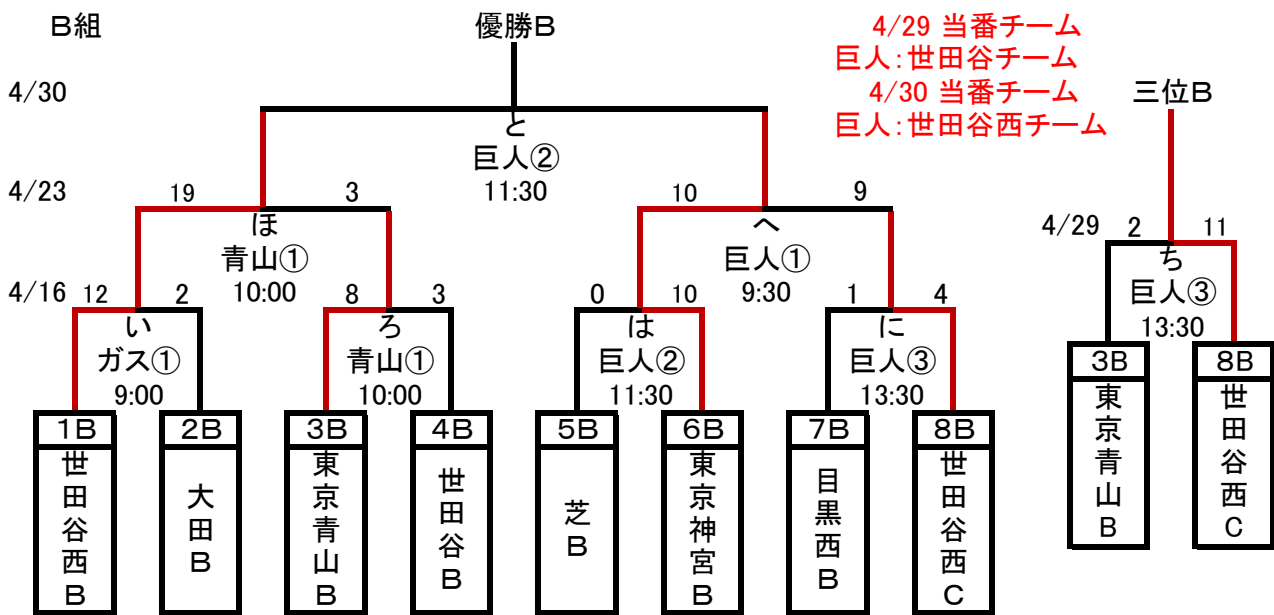 B組
優勝B
4/29 当番チーム
巨人:世田谷チーム
4/30 当番チーム
巨人:世田谷西チーム
三位B
4/30
と
巨人②
11:30
4/23
19 3
ほ
青山①
10:00
10 9
へ
巨人①
9:30
4/29
2 11
ち
巨人③
13:30
4/16
12 2
い
ガス①
9:00
8 3
ろ
青山①
10:00
0 10
は
巨人②
11:30
1 4
に
巨人③
13:30
1B
世田谷西B
2B
大田B
3B
東京青山B
4B
世田谷B
5B
芝B
6B
東京神宮B
7B
目黒西B
8B
世田谷西C
3B
東京青山B
8B
世田谷西C